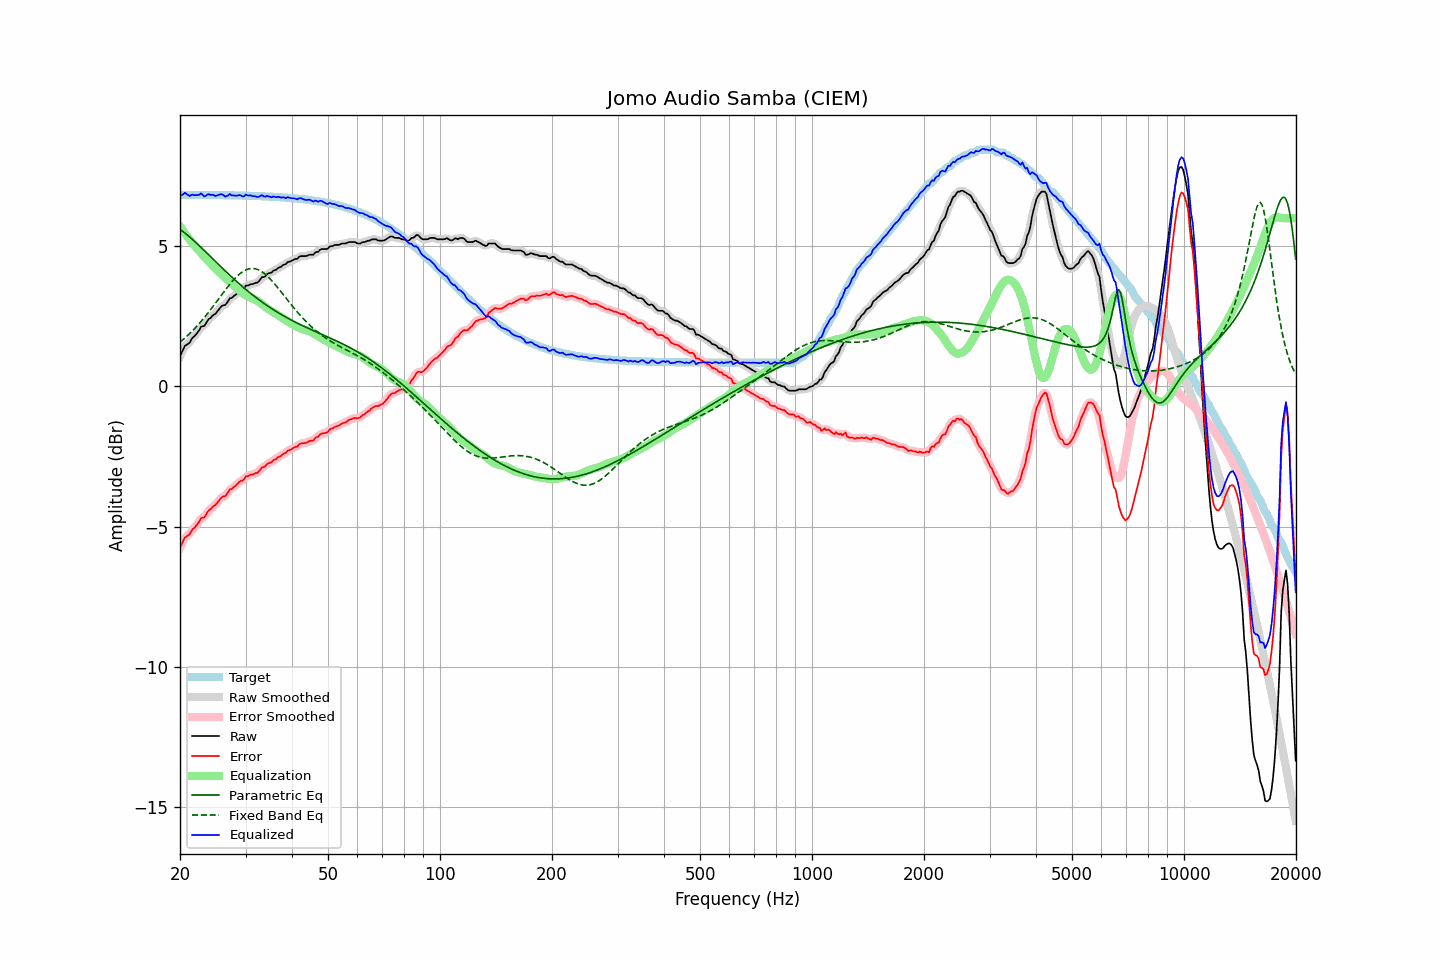 Jomo Audio Samba (CIEM)
Amplitude (dBr)
5
0
−5
−10
−15
Target
Raw Smoothed
Error Smoothed
Raw
Error
Equalization
Parametric Eq
Fixed Band Eq
Equalized
20 50 100 200 500 1000 2000 5000 10000 20000
Frequency (Hz)